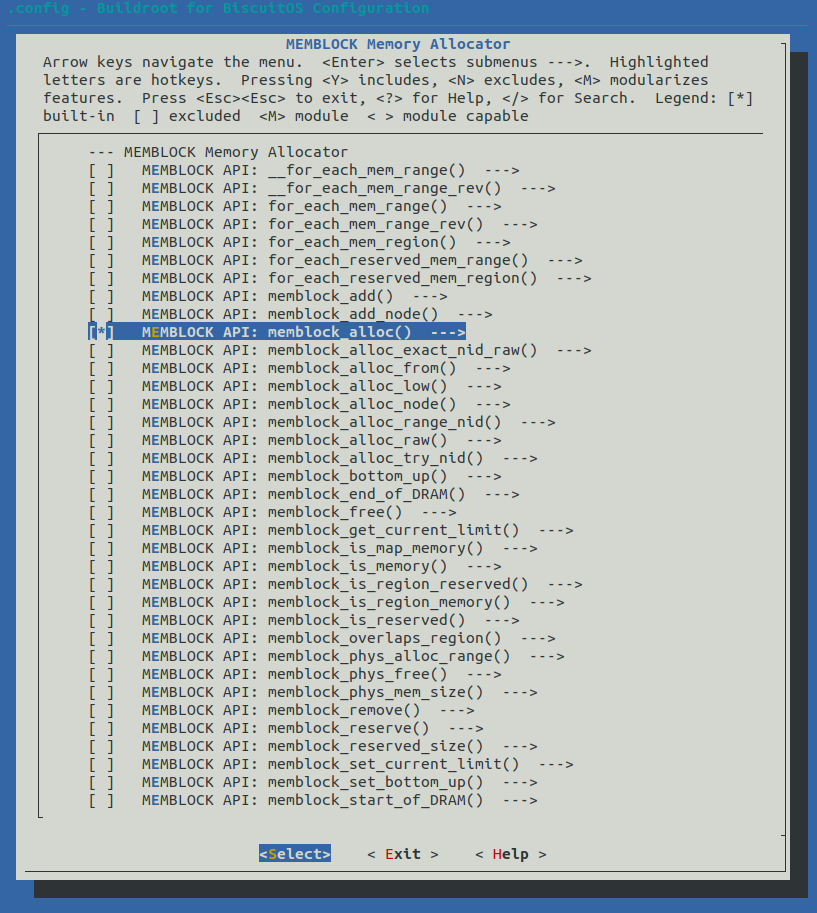 .config - Buildroot for BiscuitOS Configuration
MEMBLOCK Memory Allocator
Arrow keys navigate the menu.  <Enter> selects submenus --->.  Highlighted
letters are hotkeys.  Pressing <Y> includes, <N> excludes, <M> modularizes
features.  Press <Esc><Esc> to exit, <?> for Help, </> for Search.  Legend: [*]
built-in  [ ] excluded  <M> module  < > module capable
--- MEMBLOCK Memory Allocator
[ ]   MEMBLOCK API: __for_each_mem_range()  --->
[ ]   MEMBLOCK API: __for_each_mem_range_rev()  --->
[ ]   MEMBLOCK API: for_each_mem_range()  --->
[ ]   MEMBLOCK API: for_each_mem_range_rev()  --->
[ ]   MEMBLOCK API: for_each_mem_region()  --->
[ ]   MEMBLOCK API: for_each_reserved_mem_range()  --->
[ ]   MEMBLOCK API: for_each_reserved_mem_region()  --->
[ ]   MEMBLOCK API: memblock_add()  --->
[ ]   MEMBLOCK API: memblock_add_node()  --->
[*]   MEMBLOCK API: memblock_alloc()  --->
[ ]   MEMBLOCK API: memblock_alloc_exact_nid_raw()  --->
[ ]   MEMBLOCK API: memblock_alloc_from()  --->
[ ]   MEMBLOCK API: memblock_alloc_low()  --->
[ ]   MEMBLOCK API: memblock_alloc_node()  --->
[ ]   MEMBLOCK API: memblock_alloc_range_nid()  --->
[ ]   MEMBLOCK API: memblock_alloc_raw()  --->
[ ]   MEMBLOCK API: memblock_alloc_try_nid()  --->
[ ]   MEMBLOCK API: memblock_bottom_up()  --->
[ ]   MEMBLOCK API: memblock_end_of_DRAM()  --->
[ ]   MEMBLOCK API: memblock_free()  --->
[ ]   MEMBLOCK API: memblock_get_current_limit()  --->
[ ]   MEMBLOCK API: memblock_is_map_memory()  --->
[ ]   MEMBLOCK API: memblock_is_memory()  --->
[ ]   MEMBLOCK API: memblock_is_region_reserved()  --->
[ ]   MEMBLOCK API: memblock_is_region_memory()  --->
[ ]   MEMBLOCK API: memblock_is_reserved()  --->
[ ]   MEMBLOCK API: memblock_overlaps_region()  --->
[ ]   MEMBLOCK API: memblock_phys_alloc_range()  --->
[ ]   MEMBLOCK API: memblock_phys_free()  --->
[ ]   MEMBLOCK API: memblock_phys_mem_size()  --->
[ ]   MEMBLOCK API: memblock_remove()  --->
[ ]   MEMBLOCK API: memblock_reserve()  --->
[ ]   MEMBLOCK API: memblock_reserved_size()  --->
[ ]   MEMBLOCK API: memblock_set_current_limit()  --->
[ ]   MEMBLOCK API: memblock_set_bottom_up()  --->
[ ]   MEMBLOCK API: memblock_start_of_DRAM()  --->
<Select>    < Exit >    < Help >